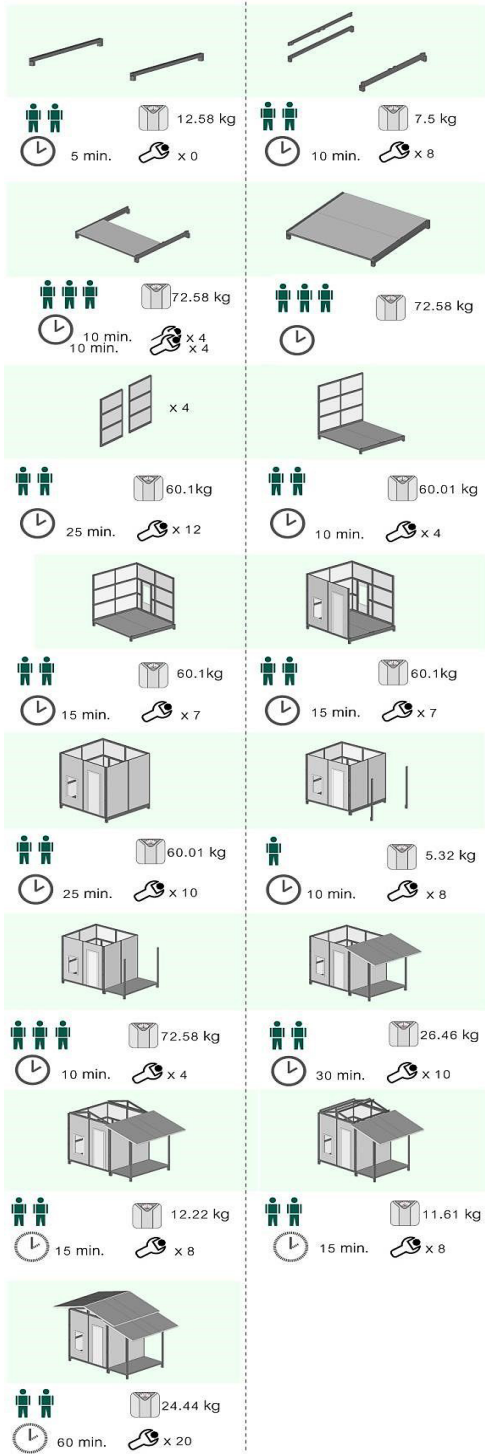 12.58 kg
5 min.
x 0
7.5 kg
10 min.
x 8
72.58 kg
10 min.
x 4
10 min.
x 4
72.58 kg
x 4
60.1kg
25 min.
x 12
60.01 kg
10 min.
x 4
60.1kg
15 min.
x 7
60.1kg
15 min.
x 7
60.01 kg
25 min.
x 10
5.32 kg
10 min.
x 8
72.58 kg
10 min.
x 4
26.46 kg
30 min.
x 10
12.22 kg
15 min.
x 8
11.61 kg
15 min.
x 8
24.44 kg
60 min.
x 20